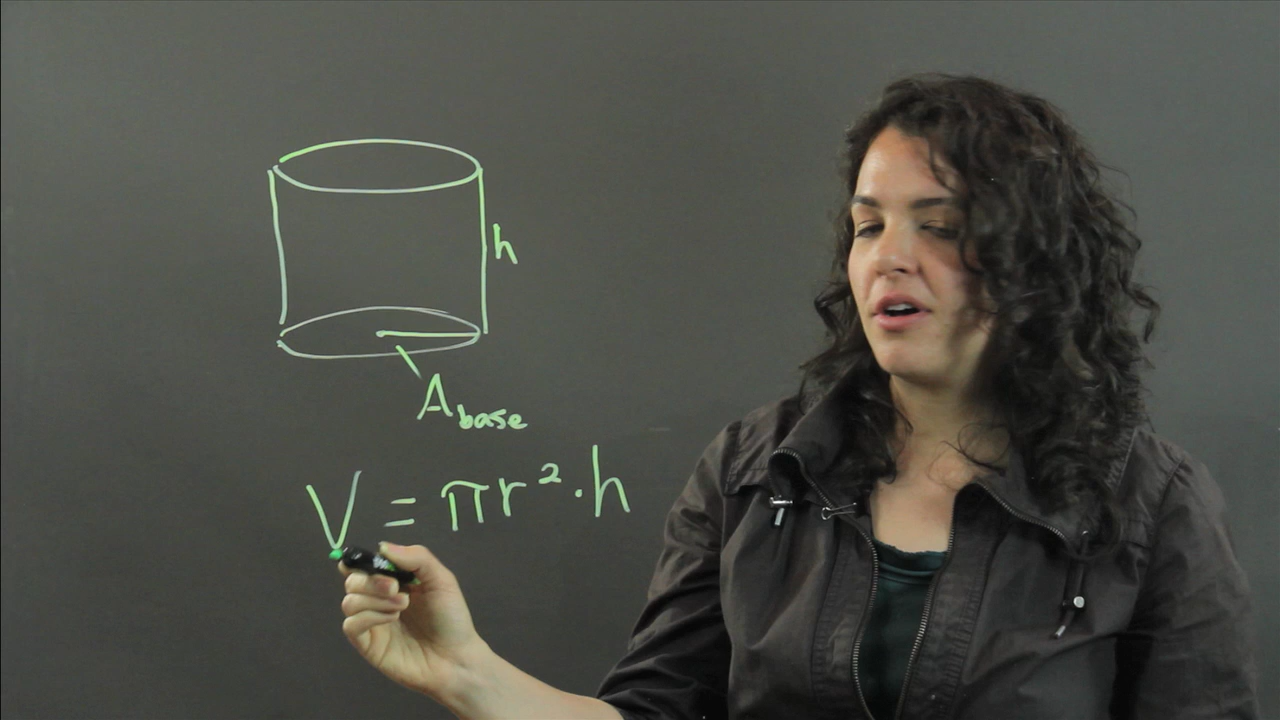 h
A base
V = πr²·h